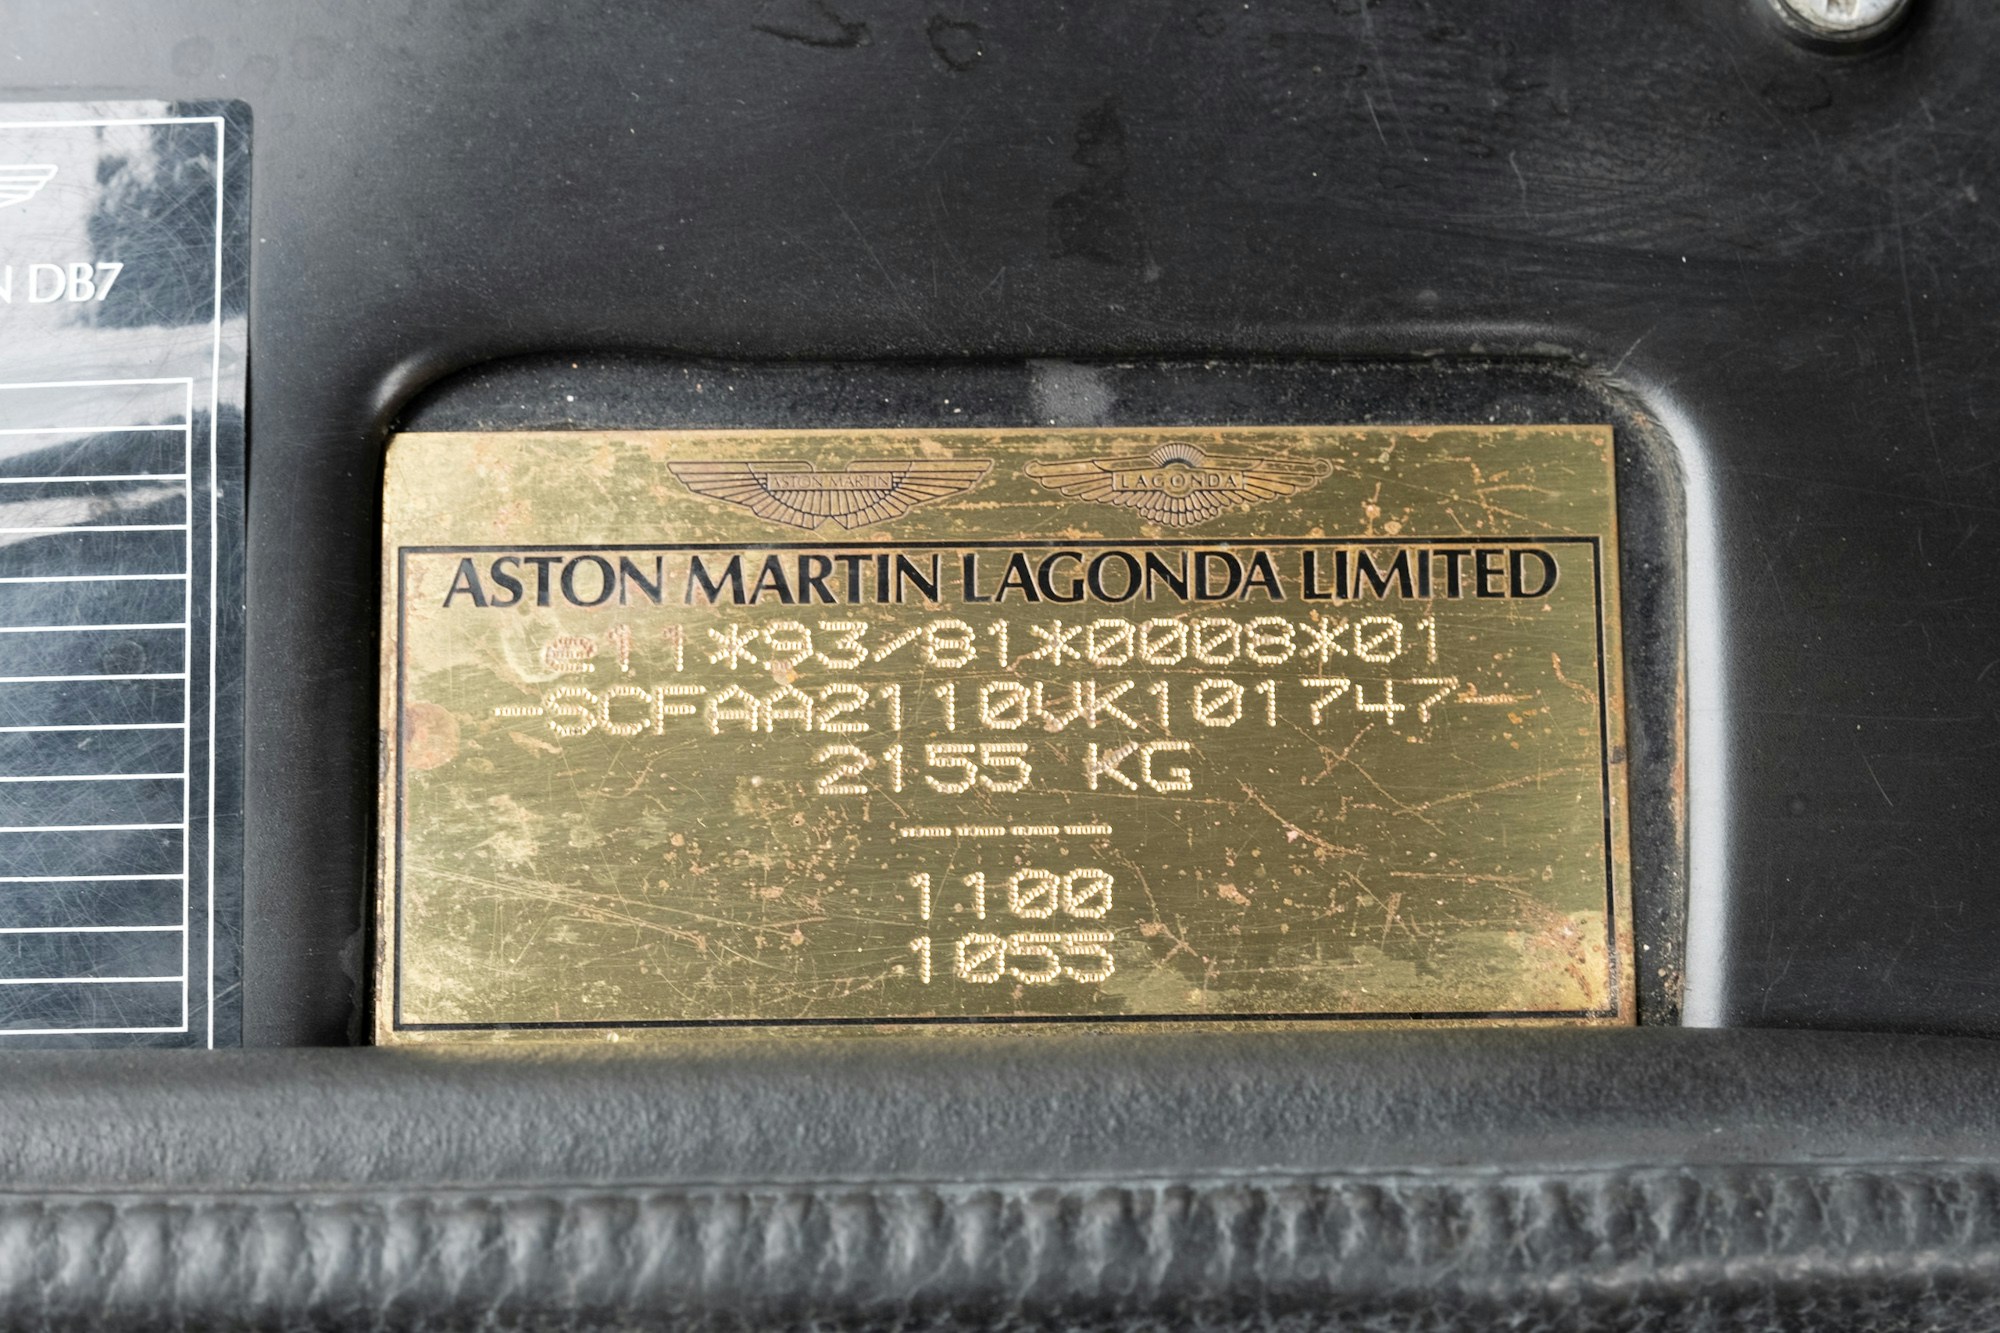 N DB7
ASTON MARTIN
LAGONDA
ASTON MARTIN LAGONDA LIMITED
e11*93/81*0008*01
-SCFAA2110VK101747-
2155 KG
----
1100
1055